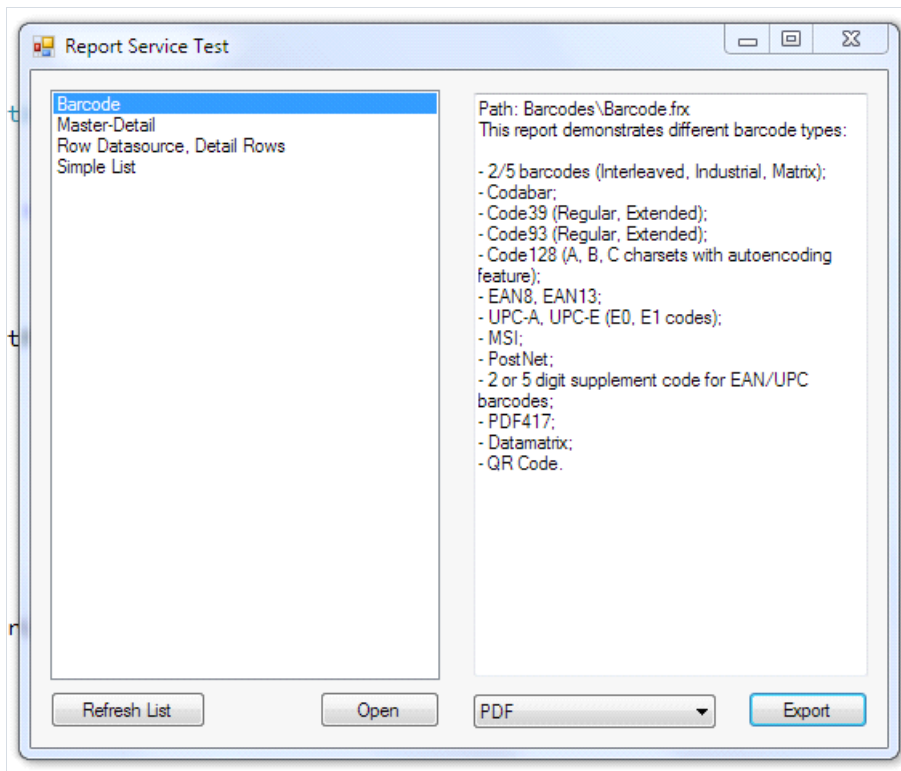 Report Service Test
Barcode
Master-Detail
Row Datasource, Detail Rows
Simple List
Path: Barcodes\Barcode.frx
This report demonstrates different barcode types:
- 2/5 barcodes (Interleaved, Industrial, Matrix);
- Codabar;
- Code39 (Regular, Extended);
- Code93 (Regular, Extended);
- Code128 (A, B, C charsets with autoencoding
feature);
- EAN8, EAN13;
- UPC-A, UPC-E (E0, E1 codes);
- MSI;
- PostNet;
- 2 or 5 digit supplement code for EAN/UPC
barcodes;
- PDF417;
- Datamatrix;
- QR Code.
Refresh List
Open
PDF
Export